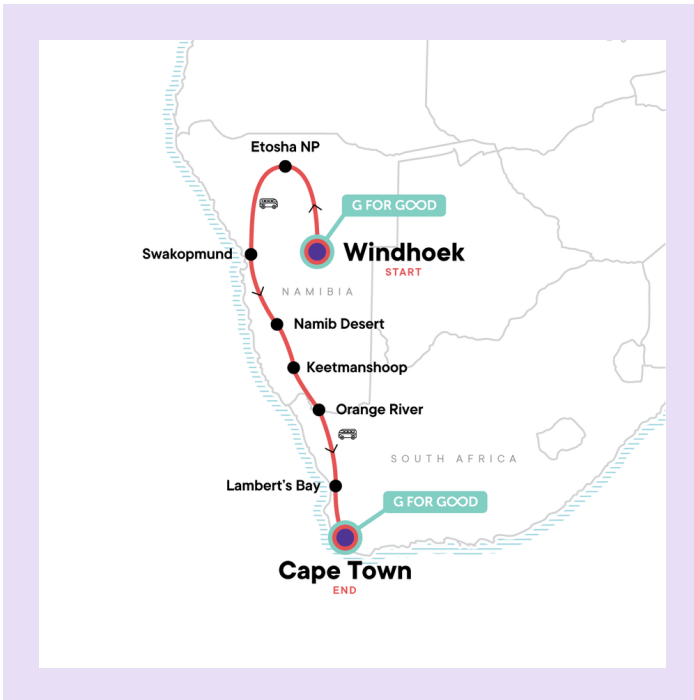 Etosha NP
G FOR GOOD
Swakopmund
Windhoek
START
NAMIBIA
Namib Desert
Keetmanshoop
Orange River
SOUTH AFRICA
Lambert's Bay
G FOR GOOD
Cape Town
END